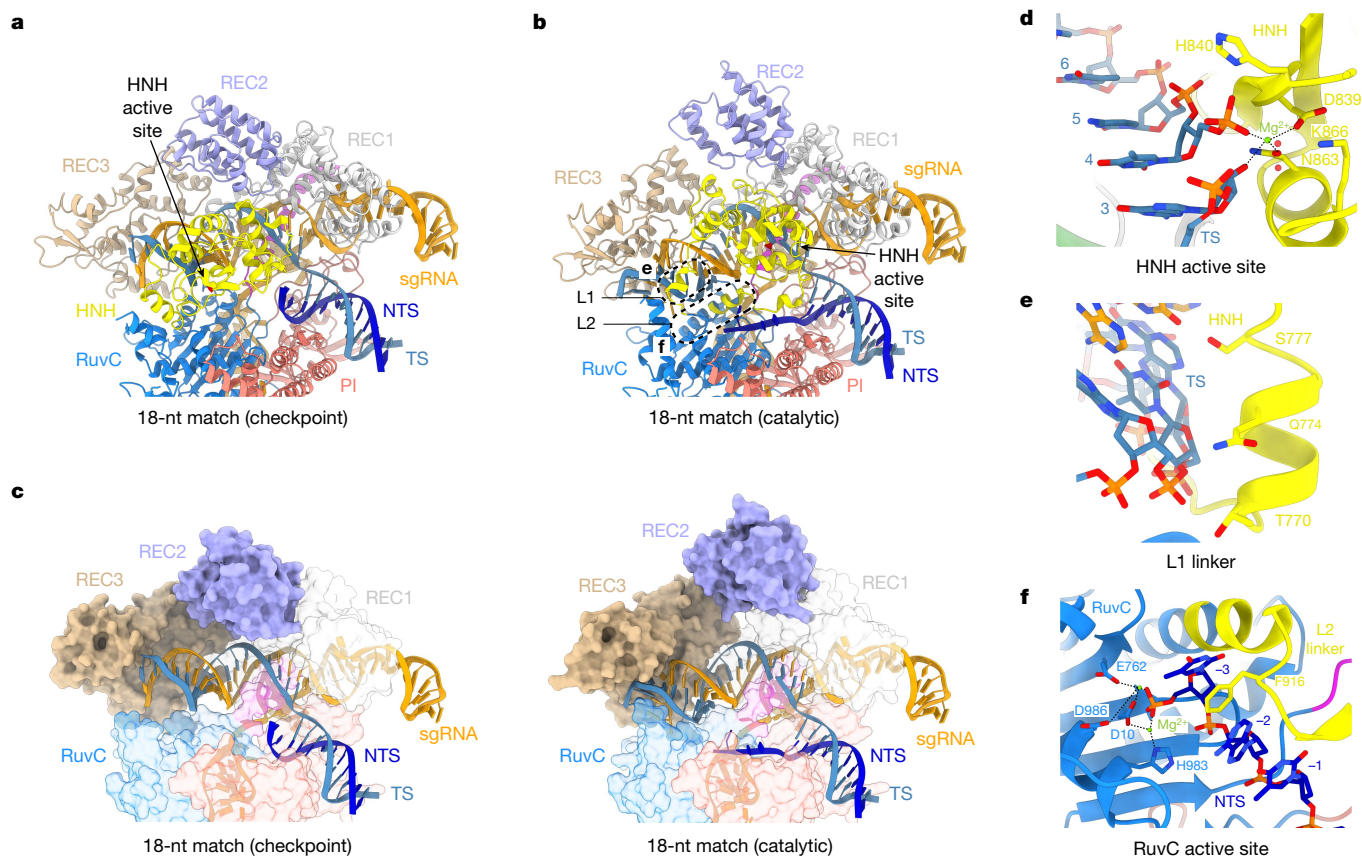 a
HNH
active
site
REC2
REC1
REC3
sgRNA
HNH
NTS
RuvC
PI
TS
18-nt match (checkpoint)
b
REC2
REC1
REC3
sgRNA
HNH
active
site
e
L1
L2
f
TS
RuvC
PI
NTS
18-nt match (catalytic)
c
REC2
REC3
REC1
sgRNA
RuvC
NTS
TS
18-nt match (checkpoint)
REC2
REC3
REC1
sgRNA
RuvC
NTS
TS
18-nt match (catalytic)
d
HNH
H840
6
D839
5
Mg2+
K866
4
N863
3
TS
HNH active site
e
HNH
S777
TS
Q774
T770
L1 linker
f
RuvC
L2
linker
E762
–3
F916
D986
Mg2+
–2
D10
H983
–1
NTS
RuvC active site